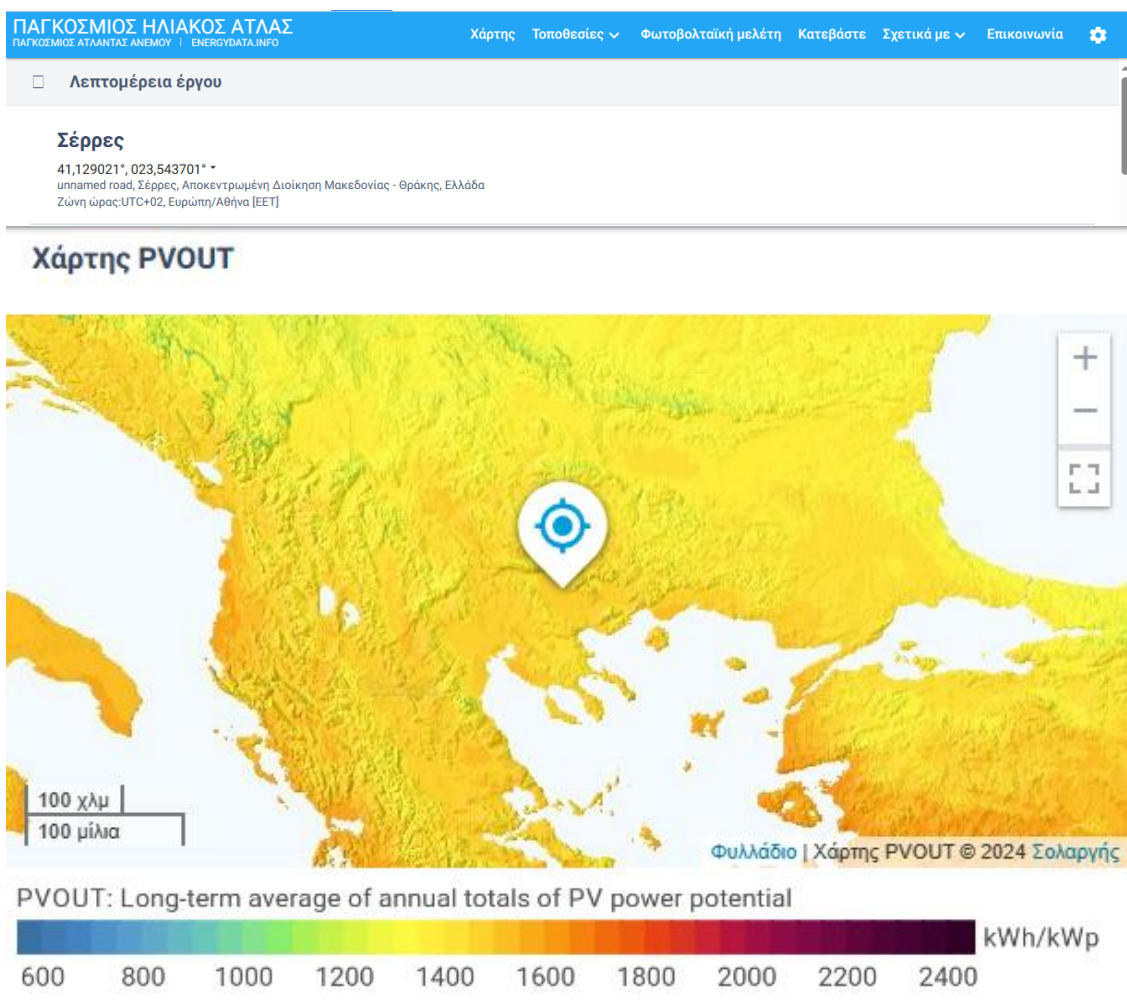 ΠΑΓΚΟΣΜΙΟΣ ΗΛΙΑΚΟΣ ΑΤΛΑΣ
ΠΑΓΚΟΣΜΙΟΣ ΑΤΛΑΝΤΑΣ ΑΝΕΜΟΥ | ENERGYDATA.INFO
Χάρτης Τοποθεσίες Φωτοβολταϊκή μελέτη Κατεβάστε Σχετικά με Επικοινωνία
Λεπτομέρεια έργου
Σέρρες
41,129021°, 023,543701°
unnamed road, Σέρρες, Αποκεντρωμένη Διοίκηση Μακεδονίας - Θράκης, Ελλάδα
Ζώνη ώρας:UTC+02, Ευρώπη/Αθήνα [EET]
Χάρτης PVOUT
+
−
100 χλμ
100 μίλια
Φυλλάδιο | Χάρτης PVOUT © 2024 Σολαργής
PVOUT: Long-term average of annual totals of PV power potential
kWh/kWp
600 800 1000 1200 1400 1600 1800 2000 2200 2400